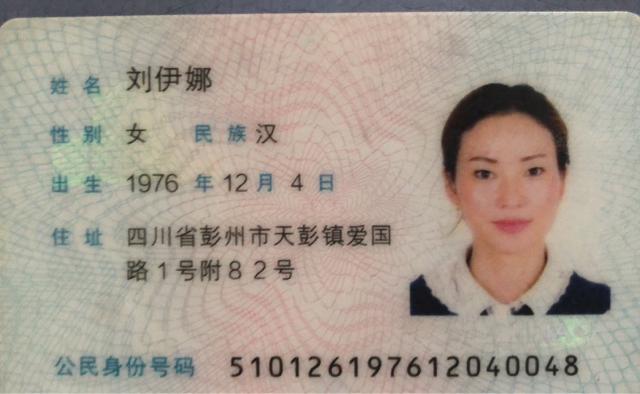 姓名 刘伊娜
性别 女 民族 汉
出生 1976 年 12 月 4 日
住址 四川省彭州市天彭镇爱国
路1号附82号
公民身份号码 510126197612040048